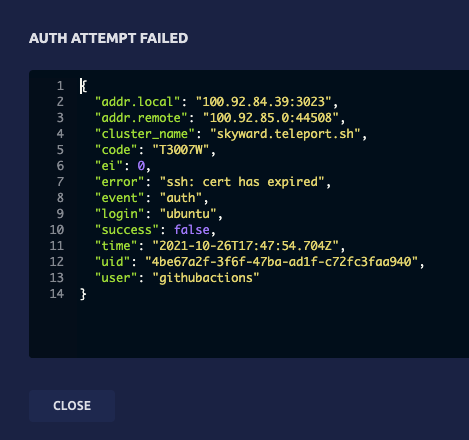 AUTH ATTEMPT FAILED
1 {
2 "addr.local": "100.92.84.39:3023",
3 "addr.remote": "100.92.85.0:44508",
4 "cluster_name": "skyward.teleport.sh",
5 "code": "T3007W",
6 "ei": 0,
7 "error": "ssh: cert has expired",
8 "event": "auth",
9 "login": "ubuntu",
10 "success": false,
11 "time": "2021-10-26T17:47:54.704Z",
12 "uid": "4be67a2f-3f6f-47ba-ad1f-c72fc3faa940",
13 "user": "githubactions"
14 }
CLOSE